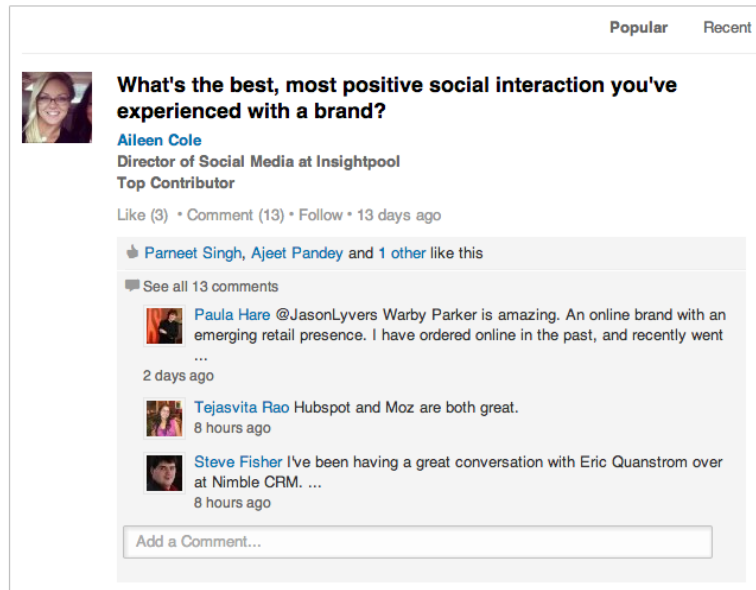 Popular Recent
What's the best, most positive social interaction you've
experienced with a brand?
Aileen Cole
Director of Social Media at Insightpool
Top Contributor
Like (3) • Comment (13) • Follow • 13 days ago
Parneet Singh, Ajeet Pandey and 1 other like this
See all 13 comments
Paula Hare @JasonLyvers Warby Parker is amazing. An online brand with an
emerging retail presence. I have ordered online in the past, and recently went
...
2 days ago
Tejasvita Rao Hubspot and Moz are both great.
8 hours ago
Steve Fisher I've been having a great conversation with Eric Quanstrom over
at Nimble CRM. ...
8 hours ago
Add a Comment...